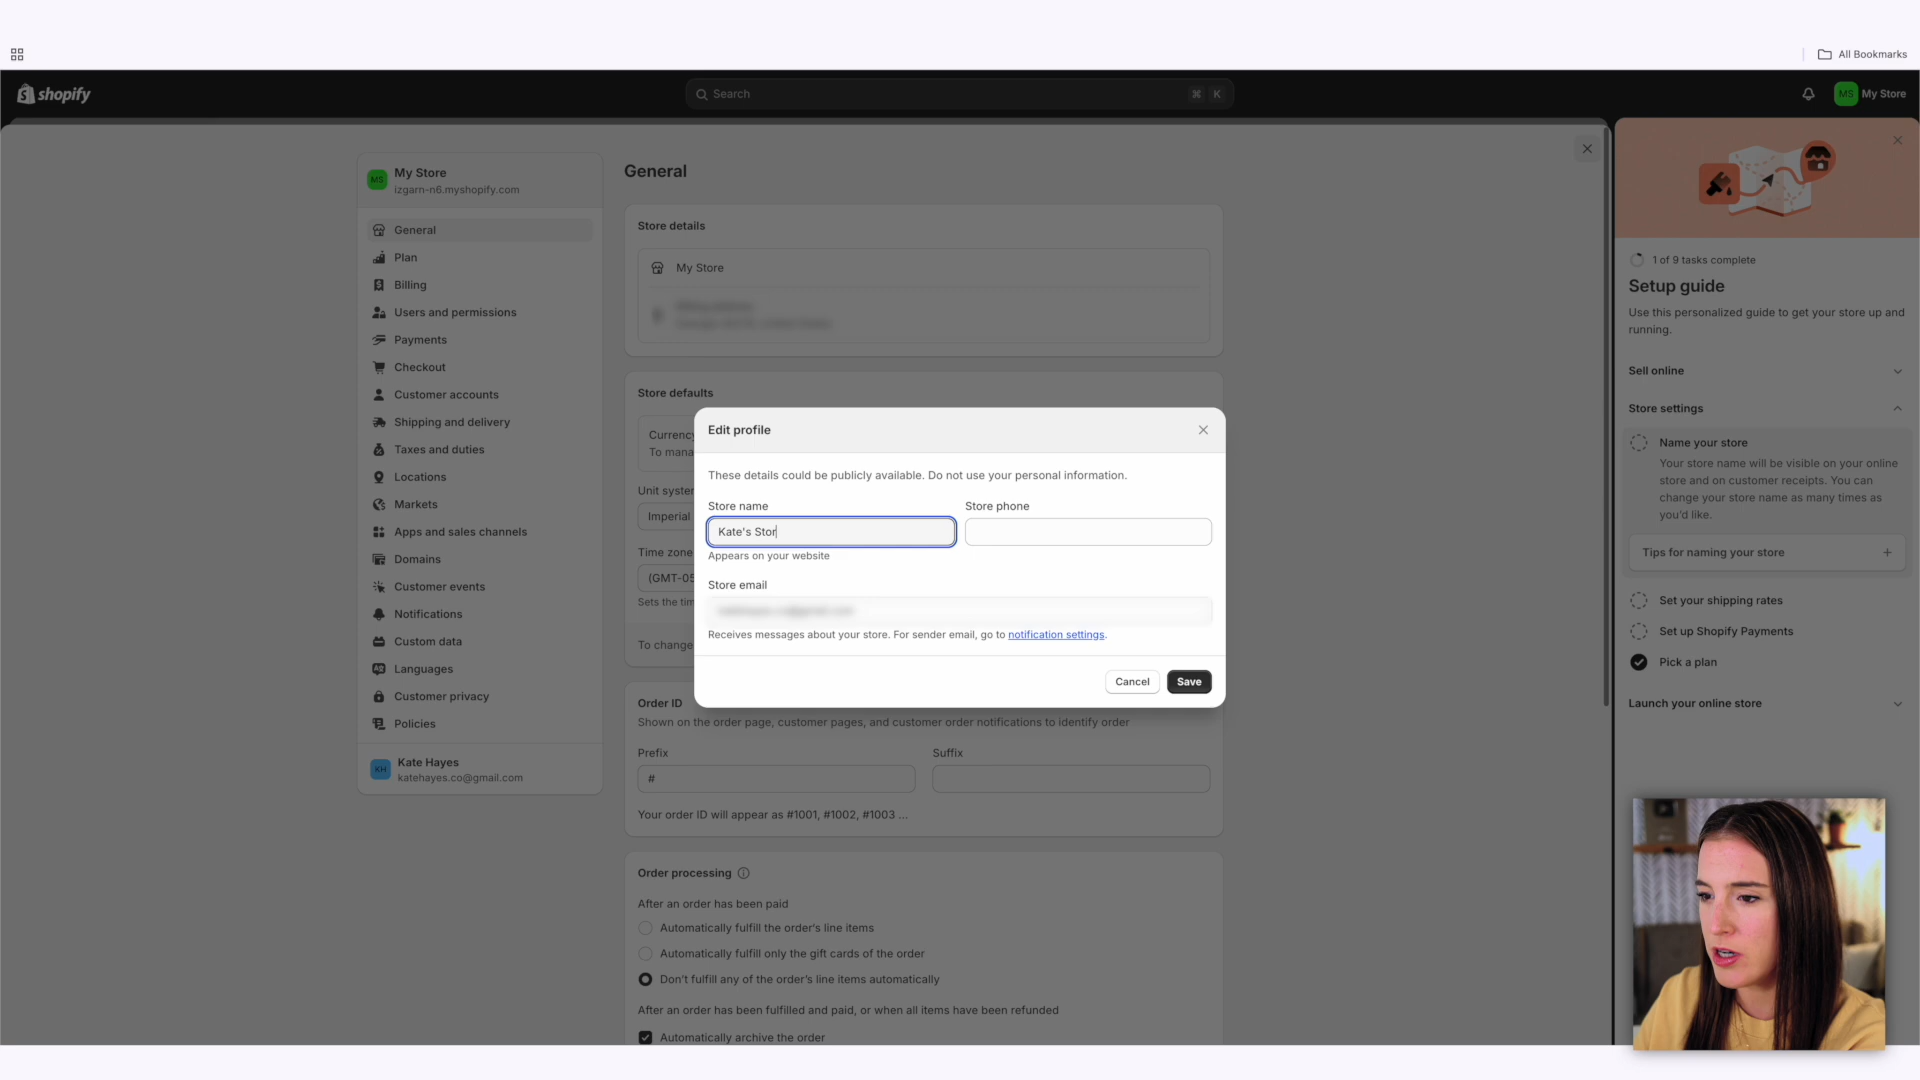 All Bookmarks
shopify
Search
⌘ K
MS My Store
MS
My Store
izgarn-n6.myshopify.com
General
Plan
Billing
Users and permissions
Payments
Checkout
Customer accounts
Shipping and delivery
Taxes and duties
Locations
Markets
Apps and sales channels
Domains
Customer events
Notifications
Custom data
Languages
Customer privacy
Policies
KH
Kate Hayes
katehayes.co@gmail.com
General
Store details
My Store
Store defaults
Currency
To mana
Unit syster
Imperial
Time zone
(GMT-05
Sets the tim
To change
Edit profile
These details could be publicly available. Do not use your personal information.
Store name
Store phone
Kate's Stor
Appears on your website
Store email
Receives messages about your store. For sender email, go to notification settings.
Cancel
Save
Order ID
Shown on the order page, customer pages, and customer order notifications to identify order
Prefix
Suffix
#
Your order ID will appear as #1001, #1002, #1003 ...
Order processing
After an order has been paid
Automatically fulfill the order's line items
Automatically fulfill only the gift cards of the order
Don't fulfill any of the order's line items automatically
After an order has been fulfilled and paid, or when all items have been refunded
Automatically archive the order
1 of 9 tasks complete
Setup guide
Use this personalized guide to get your store up and
running.
Sell online
Store settings
Name your store
Your store name will be visible on your online
store and on customer receipts. You can
change your store name as many times as
you'd like.
Tips for naming your store
Set your shipping rates
Set up Shopify Payments
Pick a plan
Launch your online store